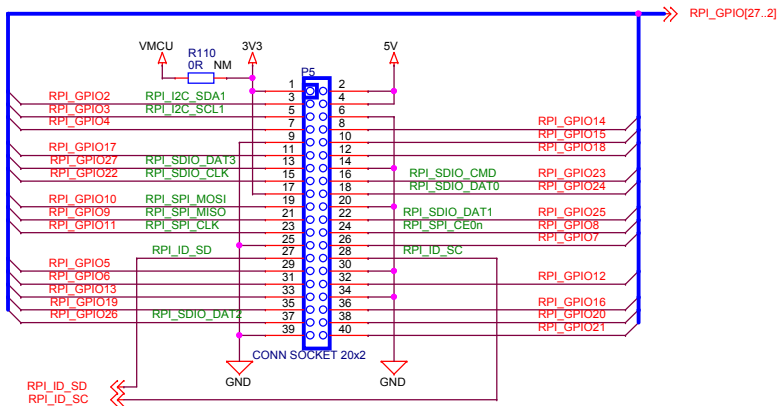 RPI_GPIO[27..2]
VMCU R110 3V3 5V
0R NM
P5
1 2
RPI_GPIO2 RPI_I2C_SDA1 3 4
RPI_GPIO3 RPI_I2C_SCL1 5 6
RPI_GPIO4 7 8 RPI_GPIO14
9 10 RPI_GPIO15
RPI_GPIO17 11 12 RPI_GPIO18
RPI_GPIO27 RPI_SDIO_DAT3 13 14
RPI_GPIO22 RPI_SDIO_CLK 15 16 RPI_SDIO_CMD RPI_GPIO23
17 18 RPI_SDIO_DAT0 RPI_GPIO24
RPI_GPIO10 RPI_SPI_MOSI 19 20
RPI_GPIO9 RPI_SPI_MISO 21 22 RPI_SDIO_DAT1 RPI_GPIO25
RPI_GPIO11 RPI_SPI_CLK 23 24 RPI_SPI_CE0n RPI_GPIO8
25 26 RPI_GPIO7
RPI_ID_SD 27 28 RPI_ID_SC
RPI_GPIO5 29 30
RPI_GPIO6 31 32 RPI_GPIO12
RPI_GPIO13 33 34
RPI_GPIO19 35 36 RPI_GPIO16
RPI_GPIO26 RPI_SDIO_DAT2 37 38 RPI_GPIO20
39 40 RPI_GPIO21
CONN SOCKET 20x2
GND GND
RPI_ID_SD
RPI_ID_SC